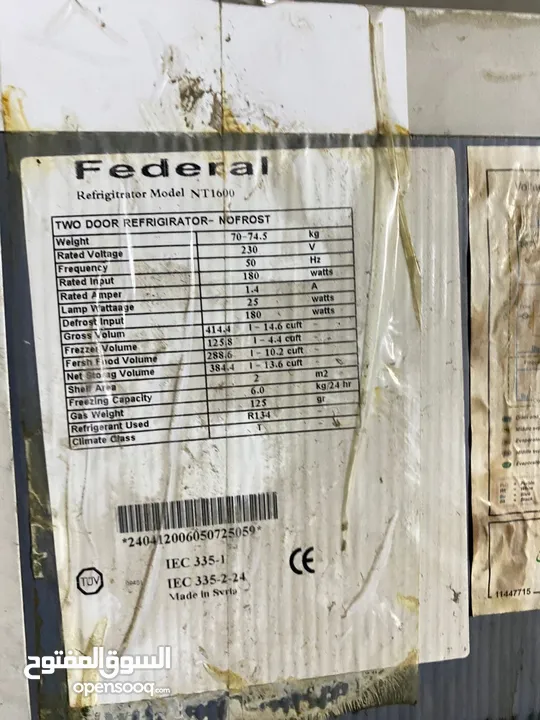 Federal
Refrigitrator Model NT1600
TWO DOOR REFRIGIRATOR- NOFROST
Weight 70-74.5 kg
Rated Voltage 230 V
Frequency 50 Hz
Rated Input 180 watts
Rated Amper 1.4 A
Lamp Wattaage 25 watts
Defrost Input 180 watts
Gross Volum 414.4 l - 14.6 cuft
Frezzer Volume 125.8 l - 4.4 cuft
Fersh Food Volume 288.6 l - 10.2 cuft
Net Storag Volume 384.4 l - 13.6 cuft
Shelf Area 2 m2
Freezing Capacity 6.0 kg/24 hr
Gas Weight 125 gr
Refrigerant Used R134 -
Climate Class T -
*240412006050725059*
IEC 335-1
TÜV
CE
IEC 335-2-24
Made in Syria
11447715
السوق المفتوح
opensooq.com